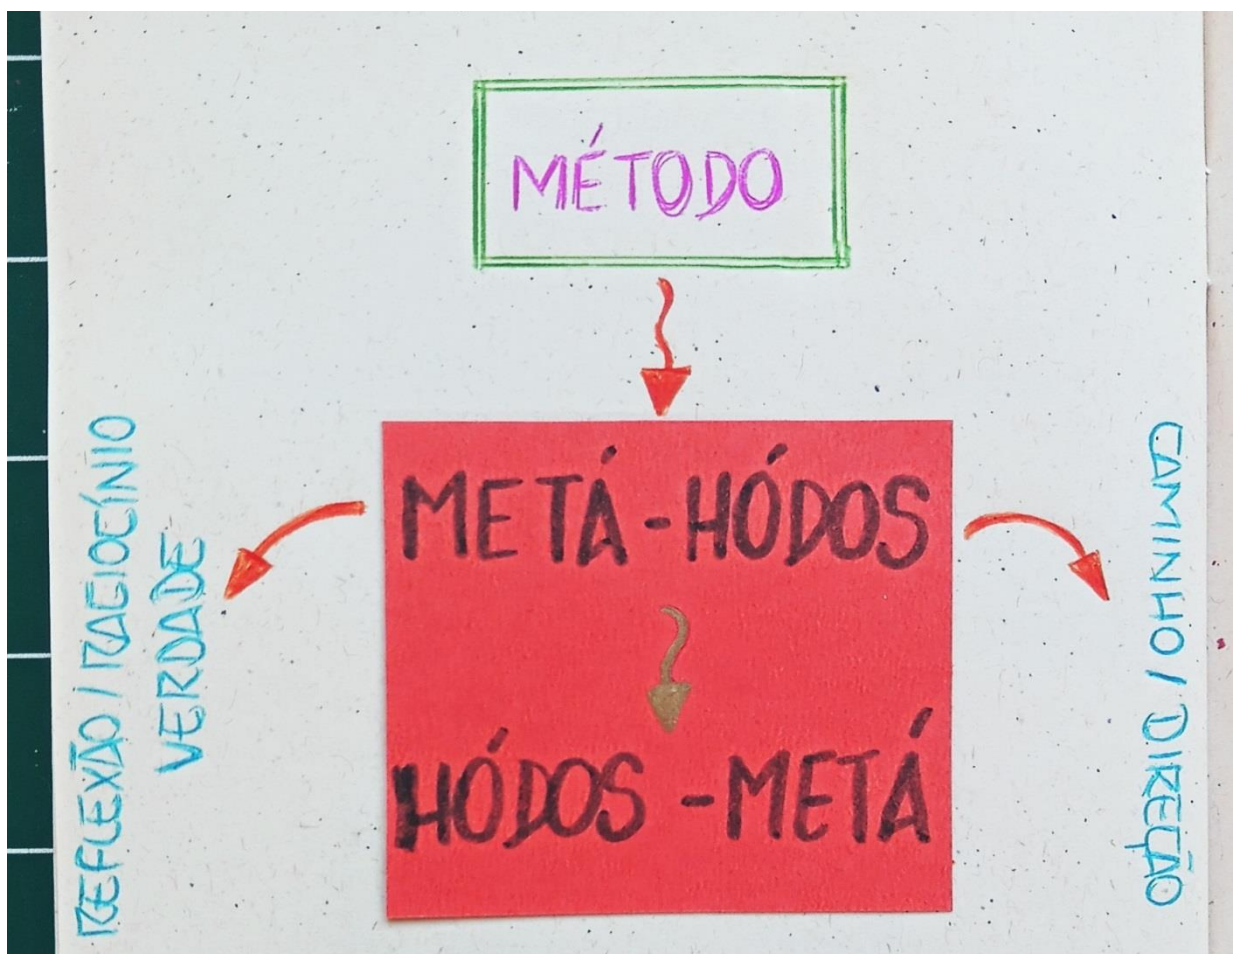 MÉTODO
METÁ-HÓDOS
HÓDOS -METÁ
REFLEXÃO / RACIOCÍNIO
VERDADE
CAMINHO / DIREÇÃO